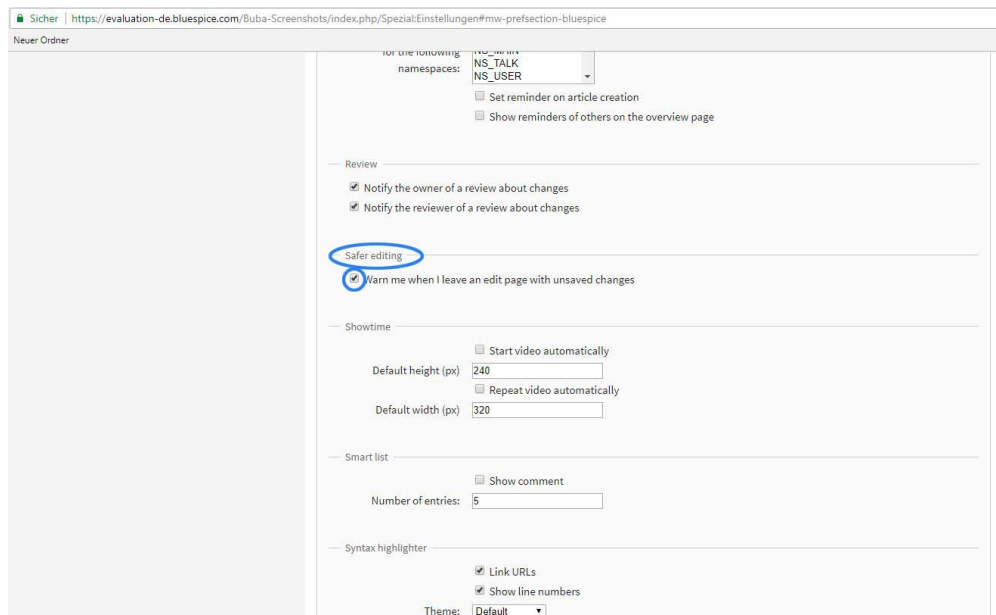 Sicher | https://evaluation-de.bluespice.com/Buba-Screenshots/index.php/Spezial:Einstellungen#mw-prefsection-bluespice
Neuer Ordner
for the following
namespaces:
NS_MAIN
NS_TALK
NS_USER
Set reminder on article creation
Show reminders of others on the overview page
Review
Notify the owner of a review about changes
Notify the reviewer of a review about changes
Safer editing
Warn me when I leave an edit page with unsaved changes
Showtime
Start video automatically
Default height (px) 240
Repeat video automatically
Default width (px) 320
Smart list
Show comment
Number of entries: 5
Syntax highlighter
Link URLs
Show line numbers
Theme: Default